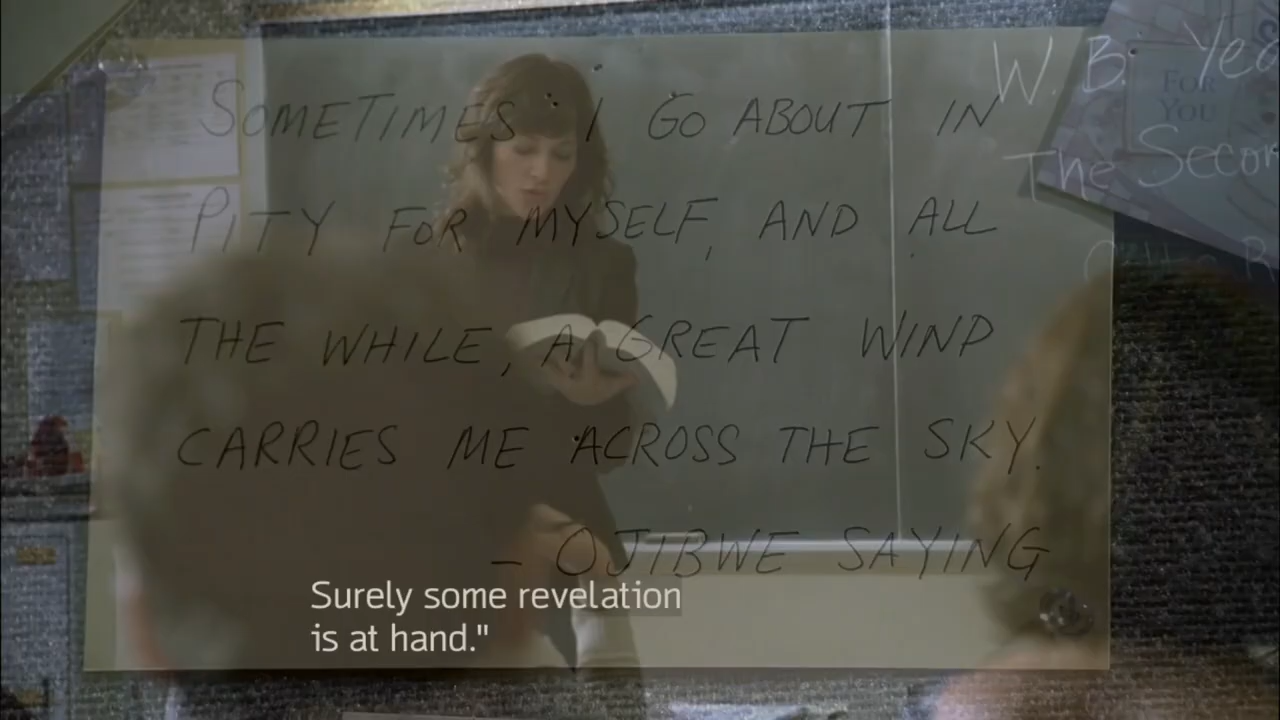 SOMETIMES I GO ABOUT IN
PITY FOR MYSELF, AND ALL
THE WHILE, A GREAT WIND
CARRIES ME ACROSS THE SKY.
- OJIBWE SAYING
W. B. Yea
The Secon
FOR
YOU
Surely some revelation
is at hand."